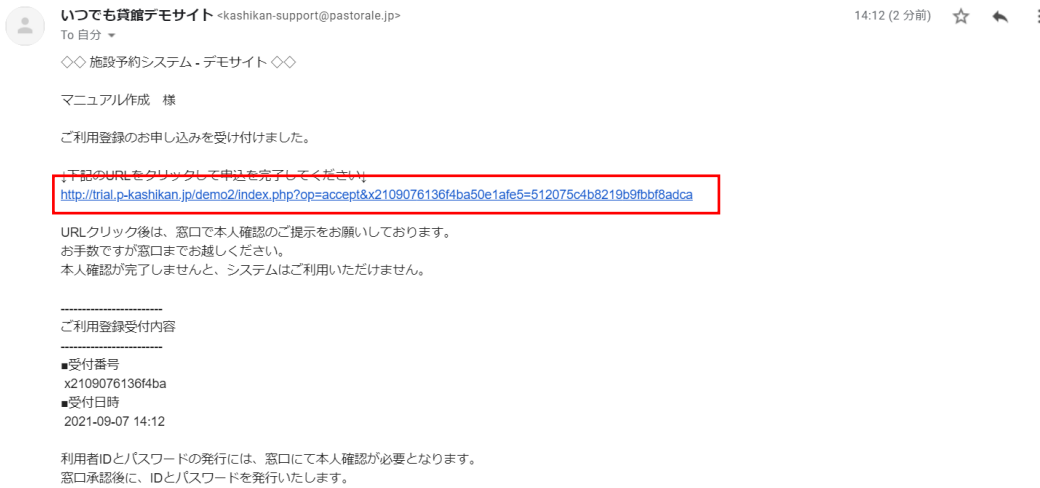 いつでも貸館デモサイト <kashikan-support@pastorale.jp> 14:12 (2 分前)
To 自分
◇◇ 施設予約システム - デモサイト ◇◇
マニュアル作成　様
ご利用登録のお申し込みを受け付けました。
↓下記のURLをクリックして申込を完了してください↓
http://trial.p-kashikan.jp/demo2/index.php?op=accept&x2109076136f4ba50e1afe5=512075c4b8219b9fbbf8adca
URLクリック後は、窓口で本人確認のご提示をお願いしております。
お手数ですが窓口までお越しください。
本人確認が完了しませんと、システムはご利用いただけません。
------------------------
ご利用登録受付内容
------------------------
■受付番号
x2109076136f4ba
■受付日時
2021-09-07 14:12
利用者IDとパスワードの発行には、窓口にて本人確認が必要となります。
窓口承認後に、IDとパスワードを発行いたします。